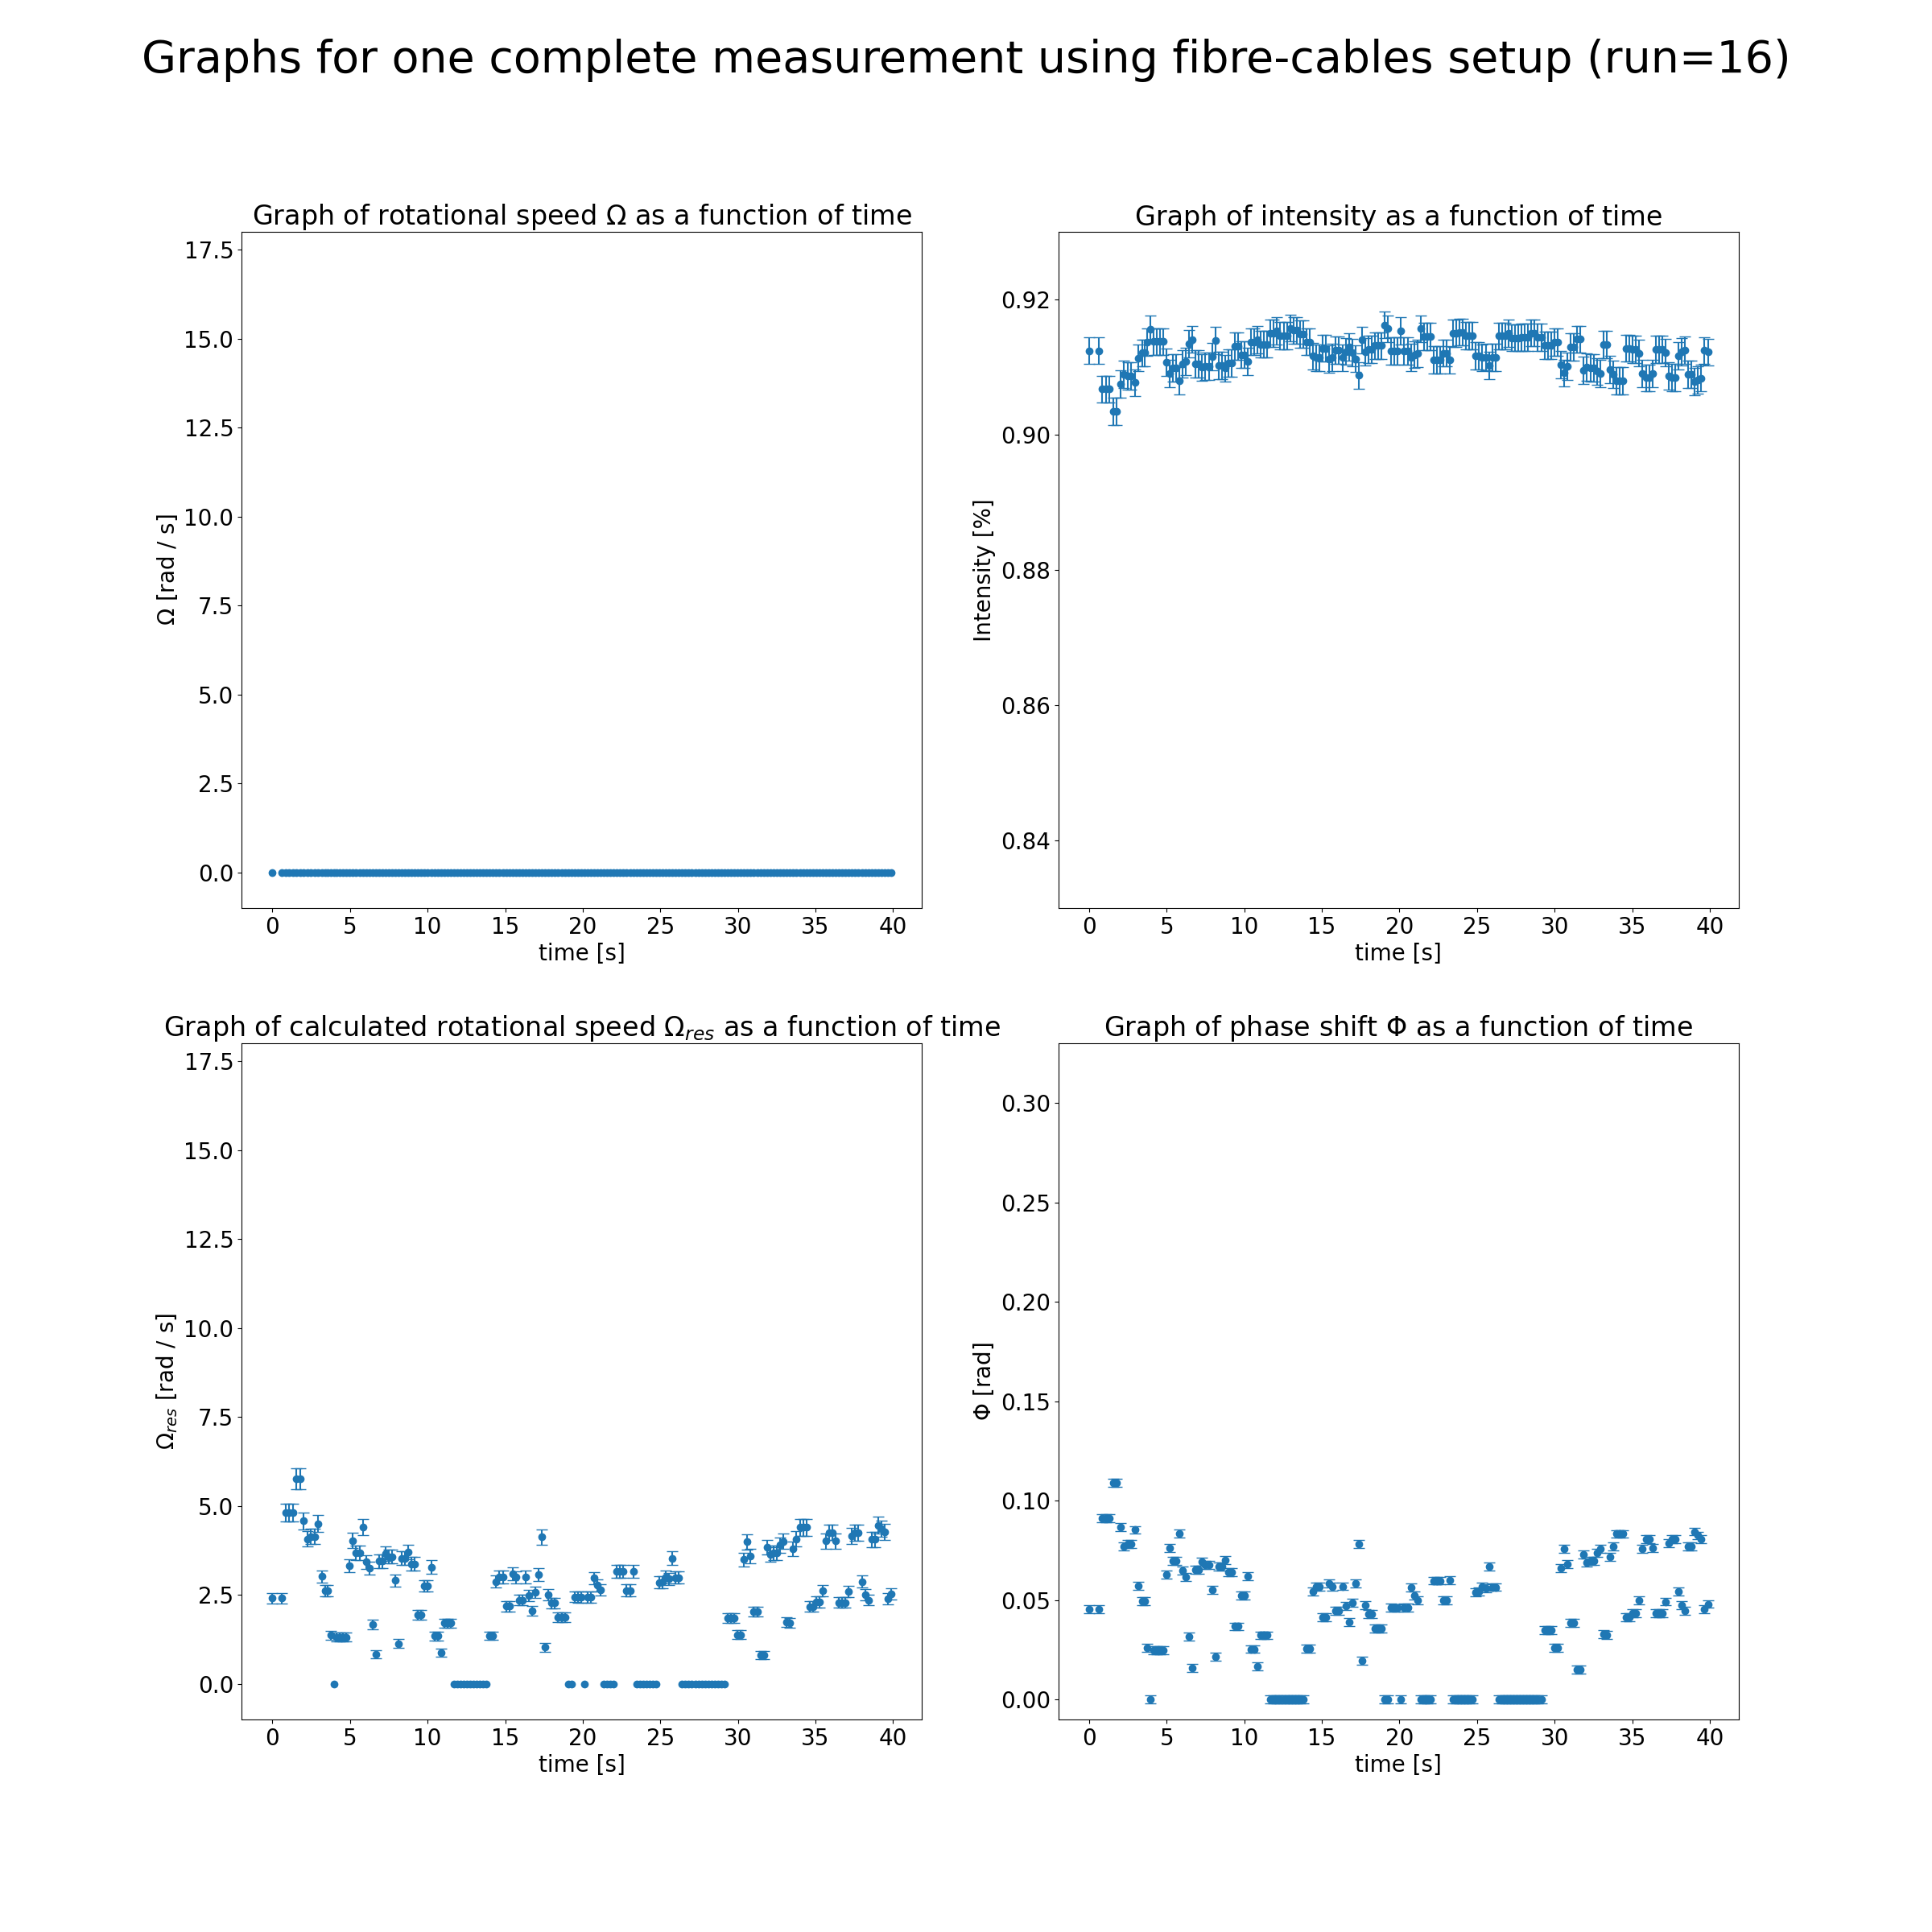 Graphs for one complete measurement using fibre-cables setup (run=16)
Graph of rotational speed Ω as a function of time
17.5
15.0
12.5
10.0
7.5
5.0
2.5
0.0
Ω [rad / s]
0 5 10 15 20 25 30 35 40
time [s]
Graph of intensity as a function of time
0.92
0.90
0.88
0.86
0.84
Intensity [%]
0 5 10 15 20 25 30 35 40
time [s]
Graph of calculated rotational speed Ω_res as a function of time
17.5
15.0
12.5
10.0
7.5
5.0
2.5
0.0
Ω_res [rad / s]
0 5 10 15 20 25 30 35 40
time [s]
Graph of phase shift Φ as a function of time
0.30
0.25
0.20
0.15
0.10
0.05
0.00
Φ [rad]
0 5 10 15 20 25 30 35 40
time [s]